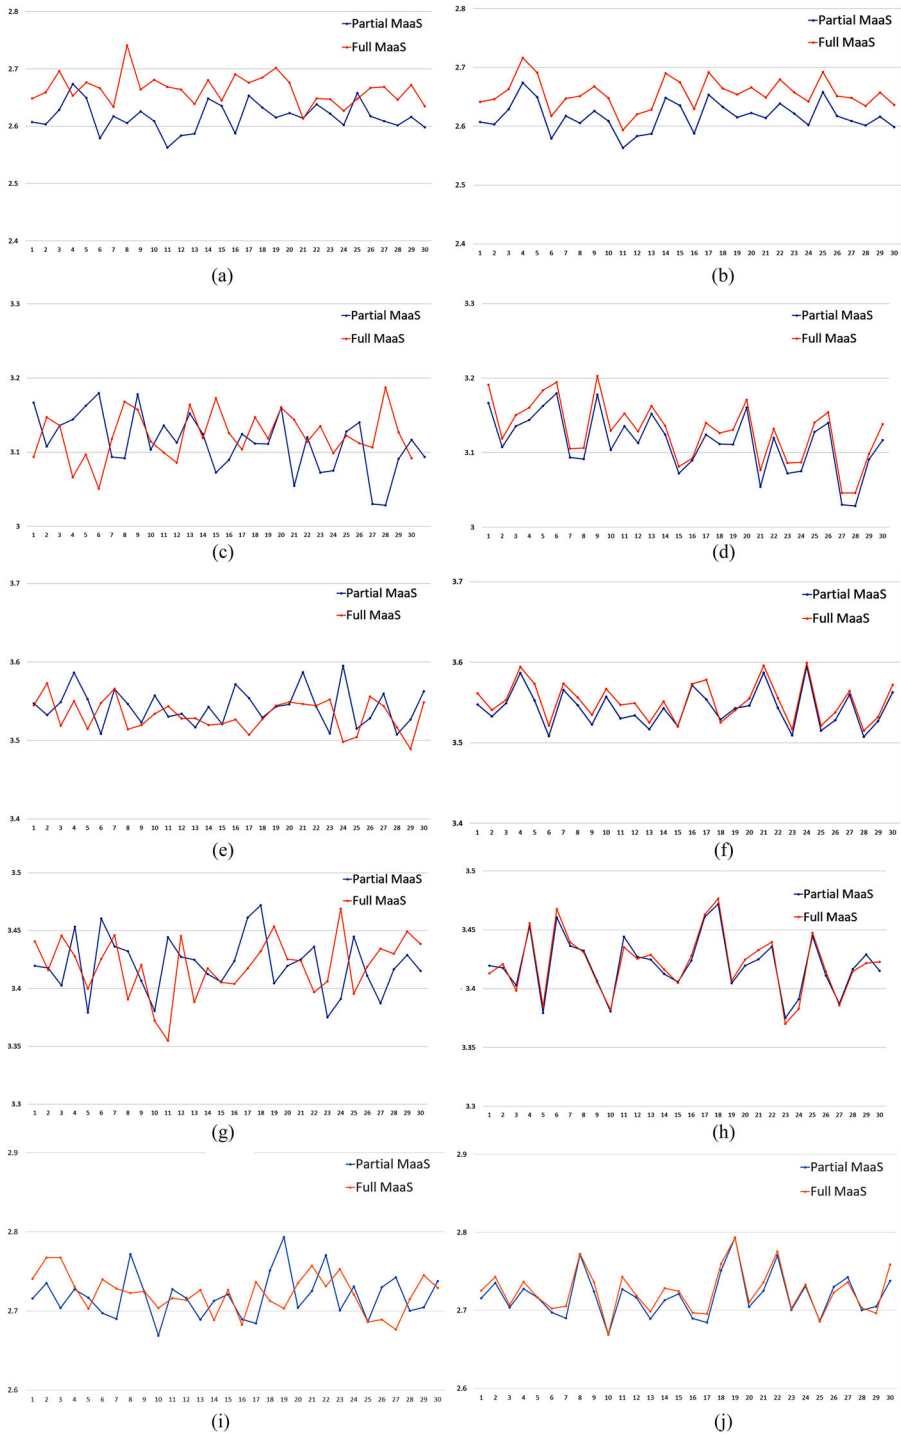 2.8
Partial MaaS
Full MaaS
2.7
2.6
2.5
2.4
1 2 3 4 5 6 7 8 9 10 11 12 13 14 15 16 17 18 19 20 21 22 23 24 25 26 27 28 29 30
(a)
2.8
Partial MaaS
Full MaaS
2.7
2.6
2.5
2.4
1 2 3 4 5 6 7 8 9 10 11 12 13 14 15 16 17 18 19 20 21 22 23 24 25 26 27 28 29 30
(b)
3.3
Partial MaaS
Full MaaS
3.2
3.1
3
1 2 3 4 5 6 7 8 9 10 11 12 13 14 15 16 17 18 19 20 21 22 23 24 25 26 27 28 29 30
(c)
3.3
Partial MaaS
Full MaaS
3.2
3.1
3
1 2 3 4 5 6 7 8 9 10 11 12 13 14 15 16 17 18 19 20 21 22 23 24 25 26 27 28 29 30
(d)
3.7
Partial MaaS
Full MaaS
3.6
3.5
3.4
1 2 3 4 5 6 7 8 9 10 11 12 13 14 15 16 17 18 19 20 21 22 23 24 25 26 27 28 29 30
(e)
3.7
Partial MaaS
Full MaaS
3.6
3.5
3.4
1 2 3 4 5 6 7 8 9 10 11 12 13 14 15 16 17 18 19 20 21 22 23 24 25 26 27 28 29 30
(f)
3.5
Partial MaaS
Full MaaS
3.45
3.4
3.35
3.3
1 2 3 4 5 6 7 8 9 10 11 12 13 14 15 16 17 18 19 20 21 22 23 24 25 26 27 28 29 30
(g)
3.5
Partial MaaS
Full MaaS
3.45
3.4
3.35
3.3
1 2 3 4 5 6 7 8 9 10 11 12 13 14 15 16 17 18 19 20 21 22 23 24 25 26 27 28 29 30
(h)
2.9
Partial MaaS
Full MaaS
2.8
2.7
2.6
1 2 3 4 5 6 7 8 9 10 11 12 13 14 15 16 17 18 19 20 21 22 23 24 25 26 27 28 29 30
(i)
2.9
Partial MaaS
Full MaaS
2.8
2.7
2.6
1 2 3 4 5 6 7 8 9 10 11 12 13 14 15 16 17 18 19 20 21 22 23 24 25 26 27 28 29 30
(j)